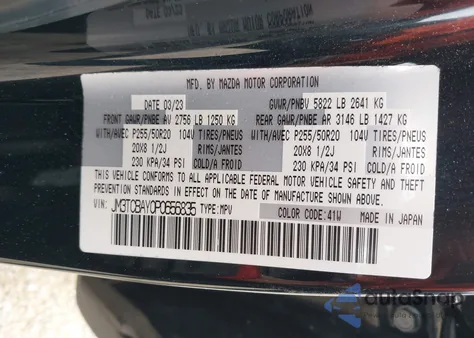 MFD. BY MAZDA MOTOR CORPORATION
DATE 03/23 GVWR/PNBV 5822 LB 2641 KG
FRONT GAWR/PNBE AV 2756 LB 1250 KG REAR GAWR/PNBE AR 3146 LB 1427 KG
WITH/AVEC P255/50R20 104V TIRES/PNEUS WITH/AVEC P255/50R20 104V TIRES/PNEUS
20X8 1/2J RIMS/JANTES 20X8 1/2J RIMS/JANTES
230 KPA/34 PSI COLD/A FROID 230 KPA/34 PSI COLD/A FROID
THIS VEHICLE CONFORMS TO ALL APPLICABLE FEDERAL MOTOR VEHICLE SAFETY, BUMPER, AND
THEFT PREVENTION STANDARDS IN EFFECT ON THE DATE OF MANUFACTURE SHOWN ABOVE.
VIN: JM3TCBAY0P0656835 TYPE:MPV COLOR CODE:41W MADE IN JAPAN
autoSnap